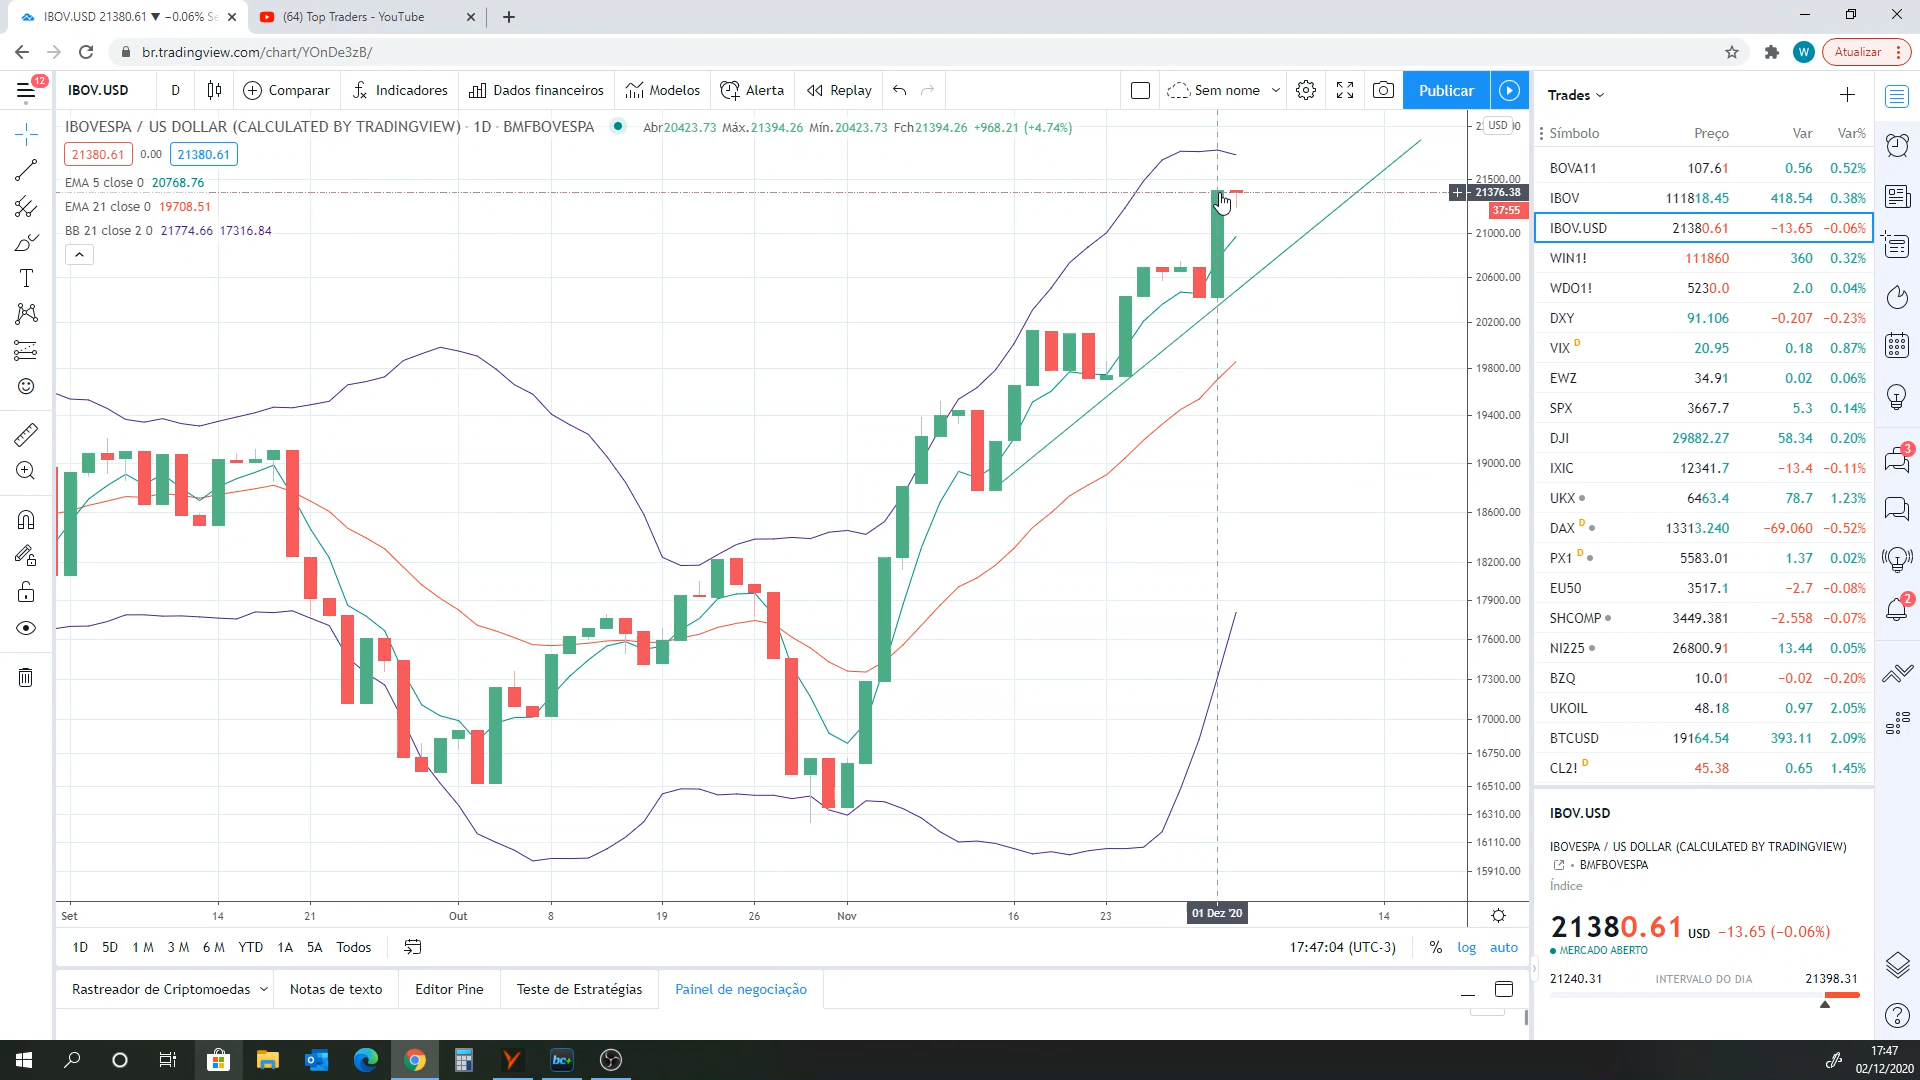 IBOV.USD 21380.61 ▼ −0.06% Se
(64) Top Traders - YouTube
br.tradingview.com/chart/YOnDe3zB/
W
Atualizar
12
IBOV.USD
D
Comparar
Indicadores
Dados financeiros
Modelos
Alerta
Replay
Sem nome
Publicar
IBOVESPA / US DOLLAR (CALCULATED BY TRADINGVIEW) · 1D · BMFBOVESPA
Abr20423.73 Máx.21394.26 Mín.20423.73 Fch21394.26 +968.21 (+4.74%)
21380.61 0.00 21380.61
EMA 5 close 0 20768.76
EMA 21 close 0 19708.51
BB 21 close 2 0 21774.66 17316.84
USD
21500.00
21376.38
37:55
21000.00
20600.00
20200.00
19800.00
19400.00
19000.00
18600.00
18200.00
17900.00
17600.00
17300.00
17000.00
16750.00
16510.00
16310.00
16110.00
15910.00
Set 14 21 Out 8 19 26 Nov 16 23 01 Dez '20 14
1D 5D 1 M 3 M 6 M YTD 1A 5A Todos
17:47:04 (UTC-3) % log auto
Rastreador de Criptomoedas
Notas de texto
Editor Pine
Teste de Estratégias
Painel de negociação
Trades
Símbolo Preço Var Var%
BOVA11 107.61 0.56 0.52%
IBOV 111818.45 418.54 0.38%
IBOV.USD 21380.61 −13.65 −0.06%
WIN1! 111860 360 0.32%
WDO1! 5230.0 2.0 0.04%
DXY 91.106 −0.207 −0.23%
VIX D 20.95 0.18 0.87%
EWZ 34.91 0.02 0.06%
SPX 3667.7 5.3 0.14%
DJI 29882.27 58.34 0.20%
IXIC 12341.7 −13.4 −0.11%
UKX 6463.4 78.7 1.23%
DAX D 13313.240 −69.060 −0.52%
PX1 D 5583.01 1.37 0.02%
EU50 3517.1 −2.7 −0.08%
SHCOMP 3449.381 −2.558 −0.07%
NI225 26800.91 13.44 0.05%
BZQ 10.01 −0.02 −0.20%
UKOIL 48.18 0.97 2.05%
BTCUSD 19164.54 393.11 2.09%
CL2! D 45.38 0.65 1.45%
IBOV.USD
IBOVESPA / US DOLLAR (CALCULATED BY TRADINGVIEW)
BMFBOVESPA
Índice
21380.61 USD −13.65 (−0.06%)
MERCADO ABERTO
21240.31 INTERVALO DO DIA 21398.31
3
2
bc+
17:47
02/12/2020